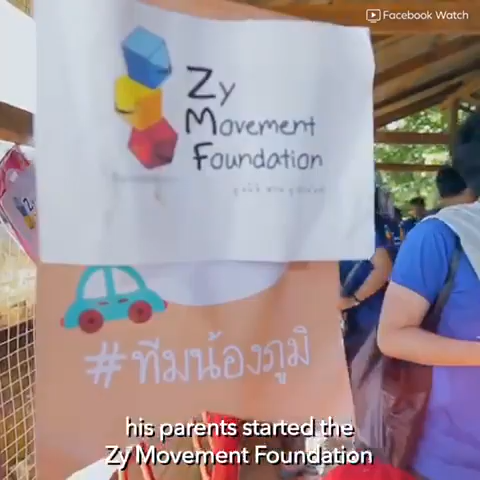 Facebook Watch
Zy
Movement
Foundation
#ทีมน้องภูมิ
his parents started the
Zy Movement Foundation